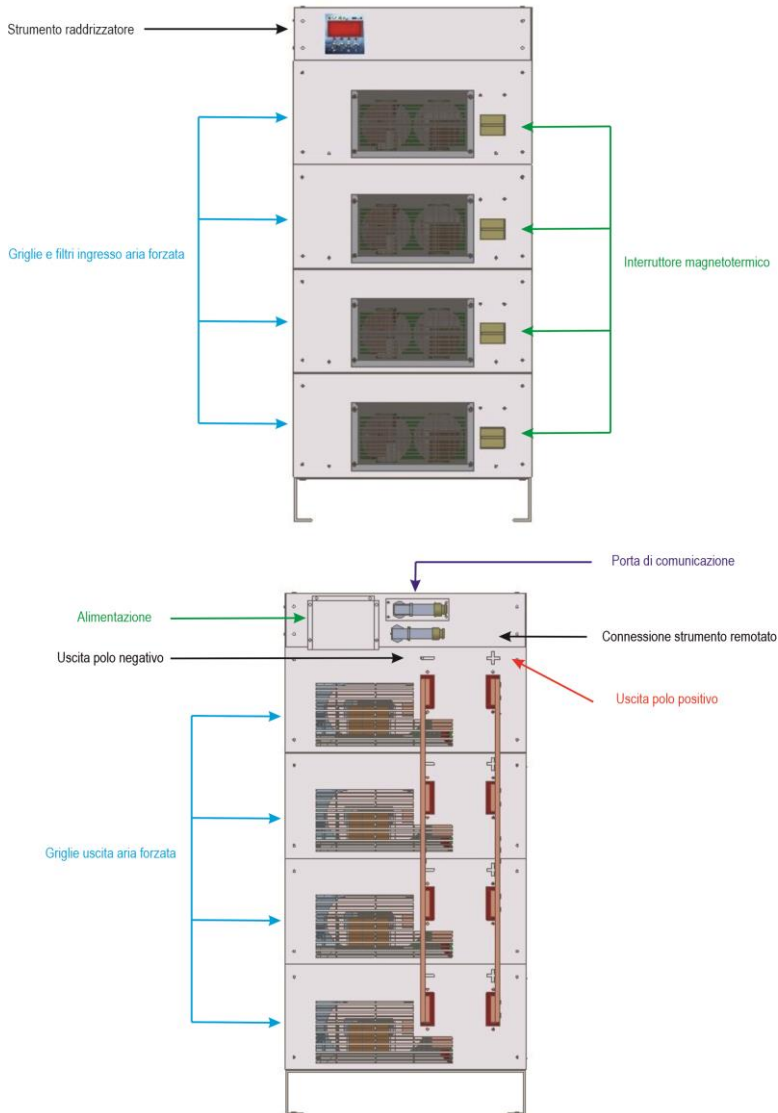 Strumento raddrizzatore
Griglie e filtri ingresso aria forzata
Interruttore magnetotermico
Porta di comunicazione
Alimentazione
Connessione strumento remotato
Uscita polo negativo
Uscita polo positivo
Griglie uscita aria forzata